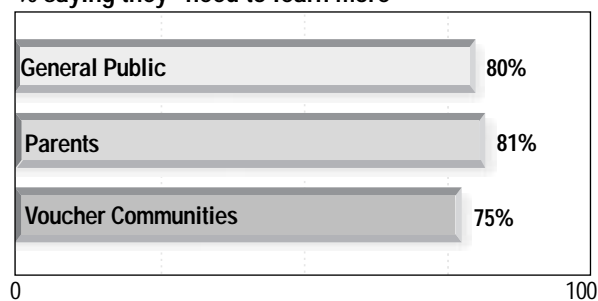 % saying they “need to learn more”
General Public 80%
Parents 81%
Voucher Communities 75%
0 100